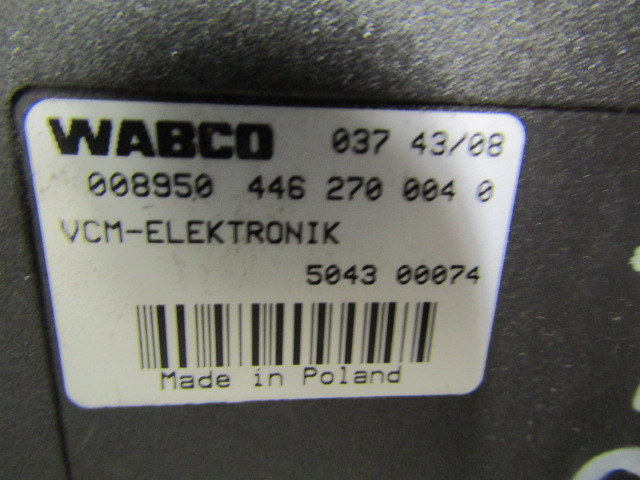 WABCO 037 43/08
008950 446 270 004 0
VCM-ELEKTRONIK
5043 00074
Made in Poland